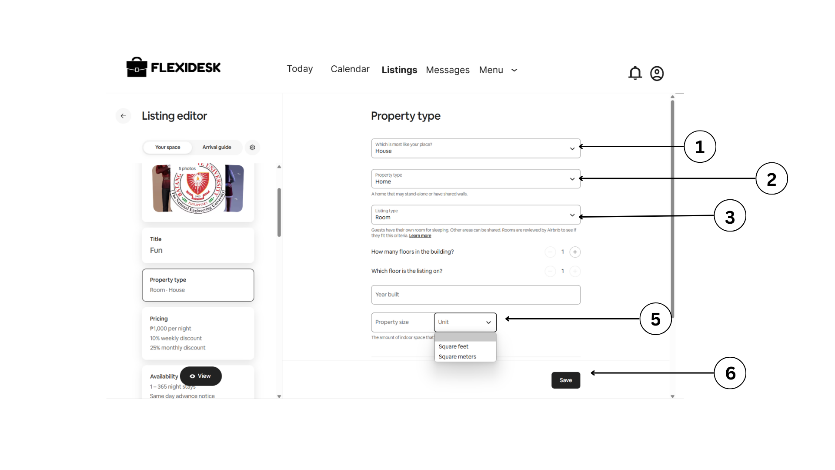 FLEXIDESK
Today Calendar Listings Messages Menu
Listing editor
Your space Arrival guide
8 photos
Title
Fun
Property type
Room · House
Pricing
₱1,000 per night
10% weekly discount
25% monthly discount
Availability
1 – 365 night stays
Same day advance notice
View
Property type
Which is most like your place?
House
Property type
Home
A home that may stand-alone or have shared walls.
Listing type
Room
Guests have their own room for sleeping. Other areas can be shared. Rooms are reviewed by Airbnb to see if
they fit this criteria. Learn more
How many floors in the building?
- 1 +
Which floor is the listing on?
- 1 +
Year built
Property size
Unit
The amount of indoor space that
Square feet
Square meters
Save
1
2
3
5
6